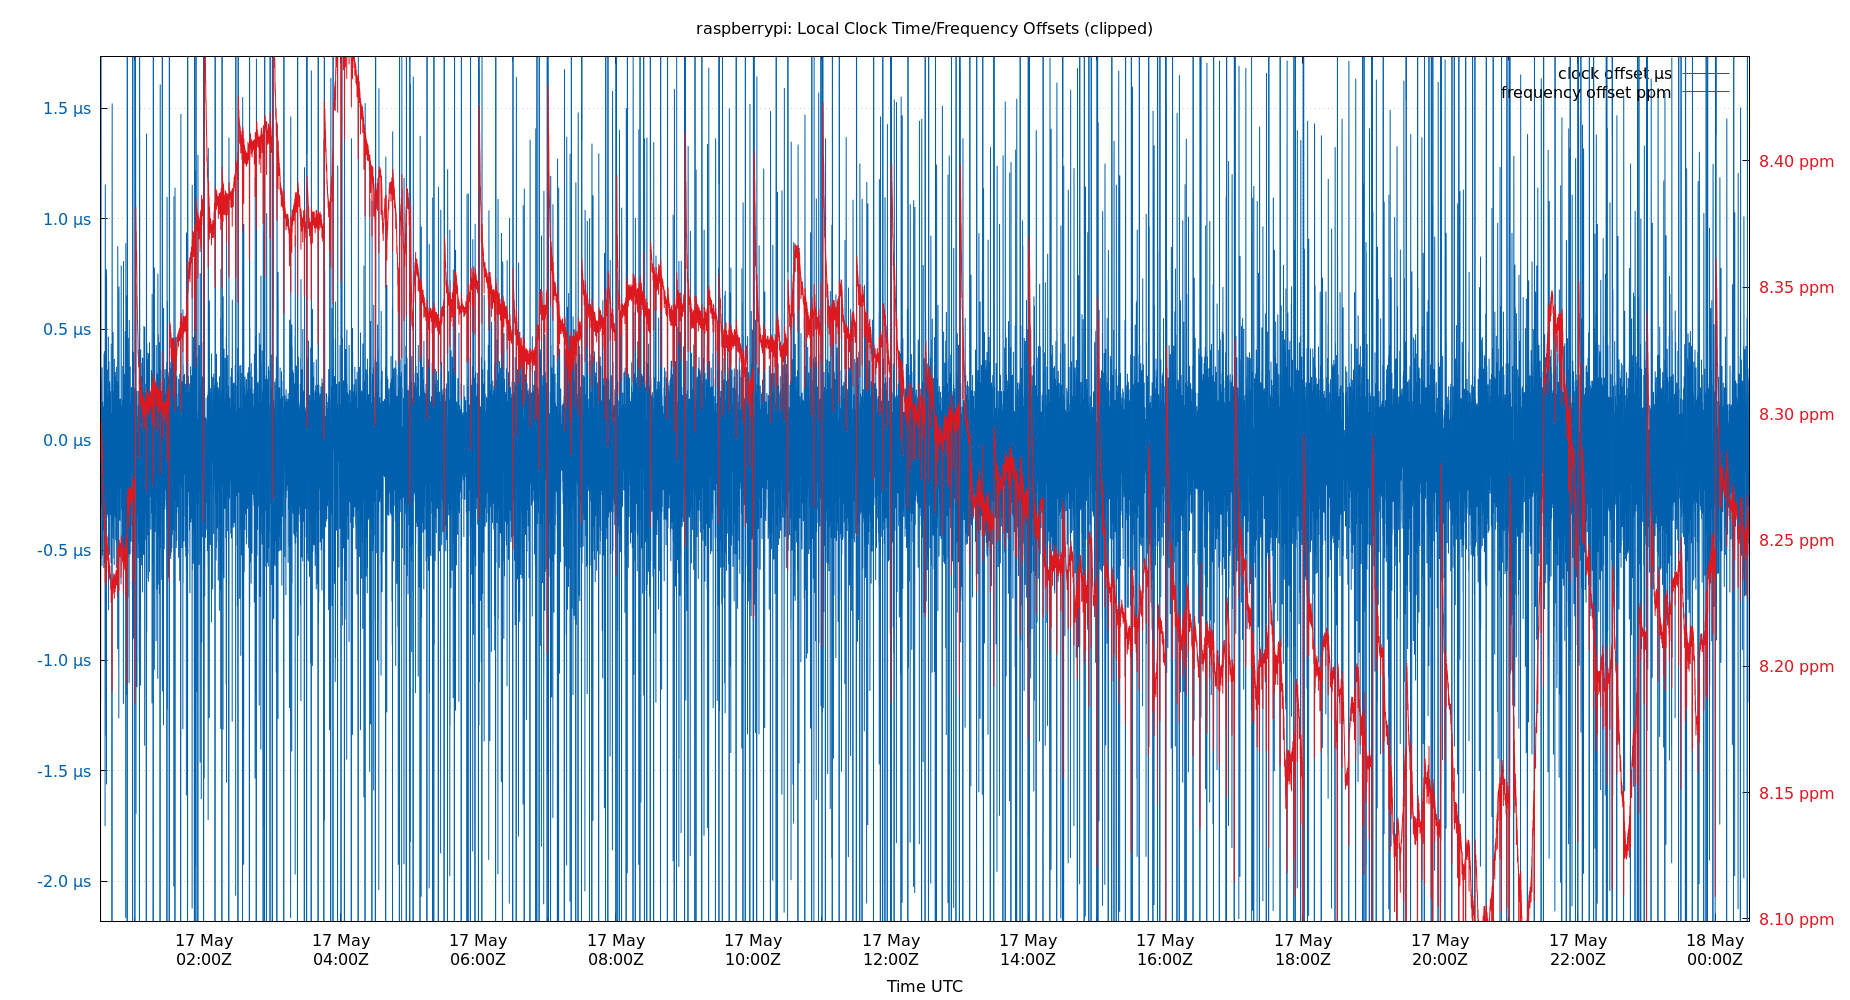 raspberrypi: Local Clock Time/Frequency Offsets (clipped)
clock offset µs
frequency offset ppm
1.5 µs
1.0 µs
0.5 µs
0.0 µs
-0.5 µs
-1.0 µs
-1.5 µs
-2.0 µs
8.40 ppm
8.35 ppm
8.30 ppm
8.25 ppm
8.20 ppm
8.15 ppm
8.10 ppm
17 May 17 May 17 May 17 May 17 May 17 May 17 May 17 May 17 May 17 May 17 May 18 May
02:00Z 04:00Z 06:00Z 08:00Z 10:00Z 12:00Z 14:00Z 16:00Z 18:00Z 20:00Z 22:00Z 00:00Z
Time UTC